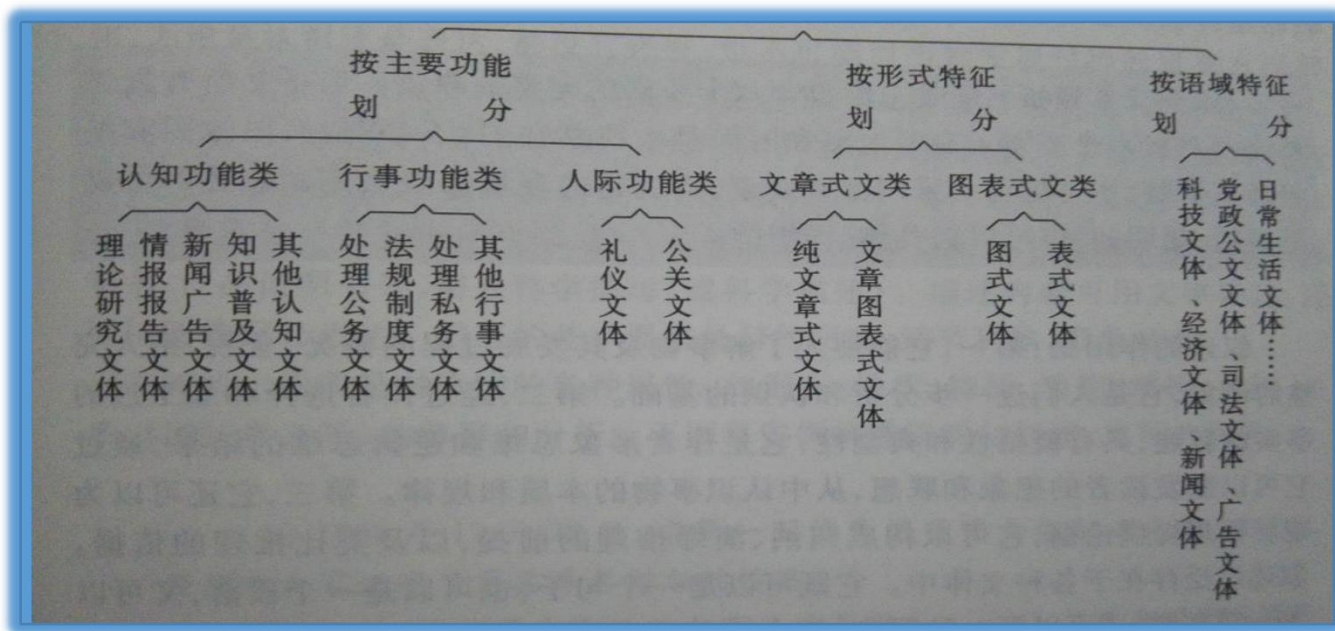 按主要功能
划 分
按形式特征
划 分
按语域特征
划 分
认知功能类
行事功能类
人际功能类
文章式文类
图表式文类
理论研究文体
情报报告文体
新闻广告文体
知识普及文体
其他认知文体
处理公务文体
法规制度文体
处理私务文体
其他行事文体
礼仪文体
公关文体
纯文章式文体
文章图表式文体
图式文体
表式文体
科技文体、经济文体、新闻文体
党政公文文体、司法文体、广告文体
日常生活文体……